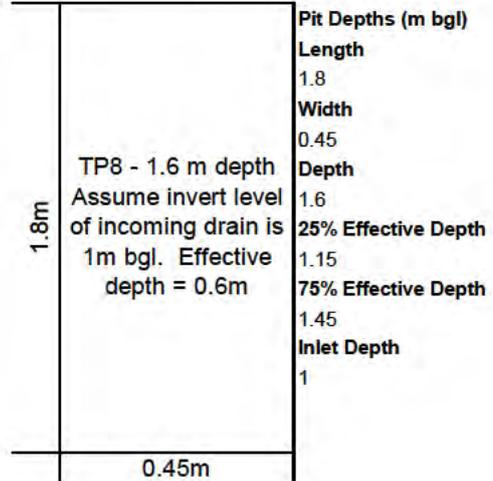 1.8m
TP8 - 1.6 m depth
Assume invert level
of incoming drain is
1m bgl. Effective
depth = 0.6m
0.45m
Pit Depths (m bgl)
Length
1.8
Width
0.45
Depth
1.6
25% Effective Depth
1.15
75% Effective Depth
1.45
Inlet Depth
1